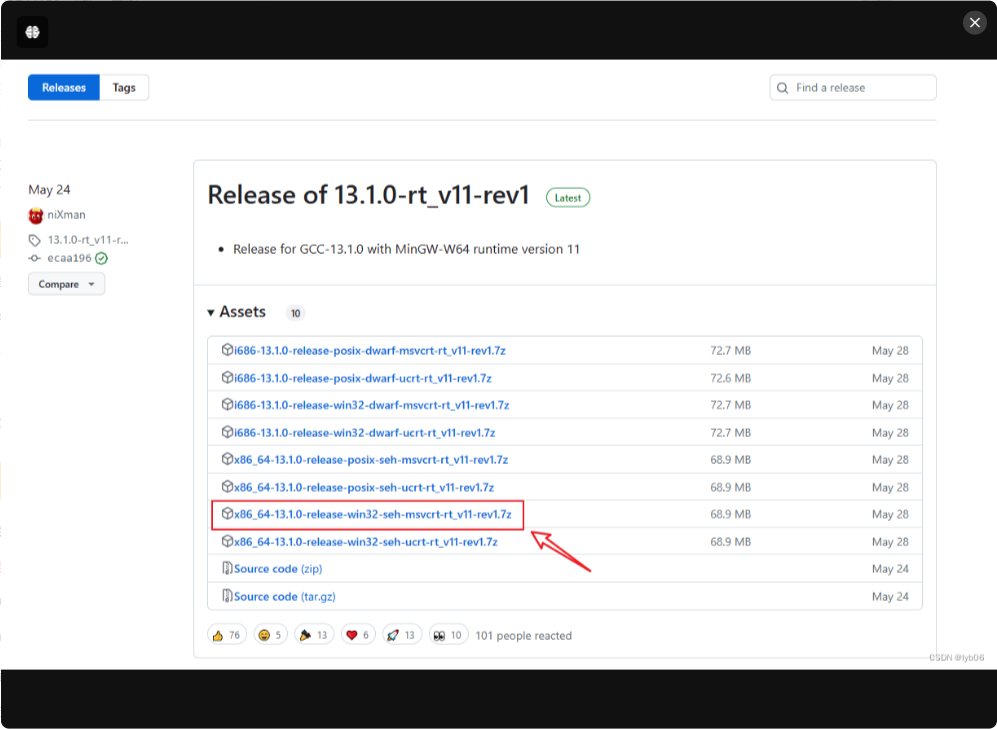 Releases Tags Find a release
May 24
niXman
13.1.0-rt_v11-r...
ecaa196
Compare
Release of 13.1.0-rt_v11-rev1 Latest
• Release for GCC-13.1.0 with MinGW-W64 runtime version 11
Assets 10
i686-13.1.0-release-posix-dwarf-msvcrt-rt_v11-rev1.7z 72.7 MB May 28
i686-13.1.0-release-posix-dwarf-ucrt-rt_v11-rev1.7z 72.6 MB May 28
i686-13.1.0-release-win32-dwarf-msvcrt-rt_v11-rev1.7z 72.7 MB May 28
i686-13.1.0-release-win32-dwarf-ucrt-rt_v11-rev1.7z 72.7 MB May 28
x86_64-13.1.0-release-posix-seh-msvcrt-rt_v11-rev1.7z 68.9 MB May 28
x86_64-13.1.0-release-posix-seh-ucrt-rt_v11-rev1.7z 68.9 MB May 28
x86_64-13.1.0-release-win32-seh-msvcrt-rt_v11-rev1.7z 68.9 MB May 28
x86_64-13.1.0-release-win32-seh-ucrt-rt_v11-rev1.7z 68.9 MB May 28
Source code (zip) May 24
Source code (tar.gz) May 24
76 5 13 6 13 10 101 people reacted
CSDN @lyb06